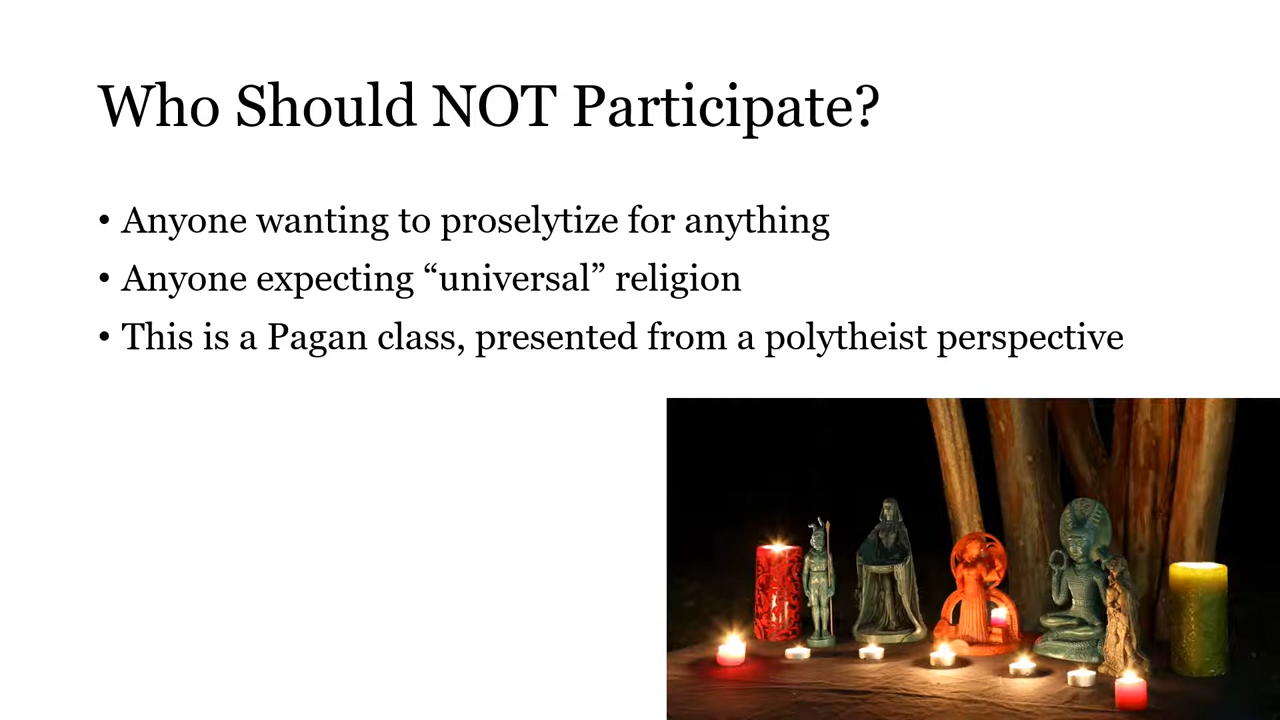 Who Should NOT Participate?
• Anyone wanting to proselytize for anything
• Anyone expecting “universal” religion
• This is a Pagan class, presented from a polytheist perspective